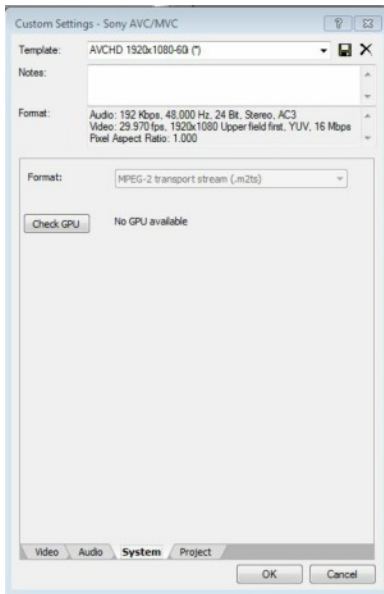 Custom Settings - Sony AVC/MVC
Template: AVCHD 1920x1080-60i (*)
Notes:
Format: Audio: 192 Kbps, 48,000 Hz, 24 Bit, Stereo, AC3
Video: 29.970 fps, 1920x1080 Upper field first, YUV, 16 Mbps
Pixel Aspect Ratio: 1.000
Format: MPEG-2 transport stream (.m2ts)
Check GPU No GPU available
Video Audio System Project
OK Cancel